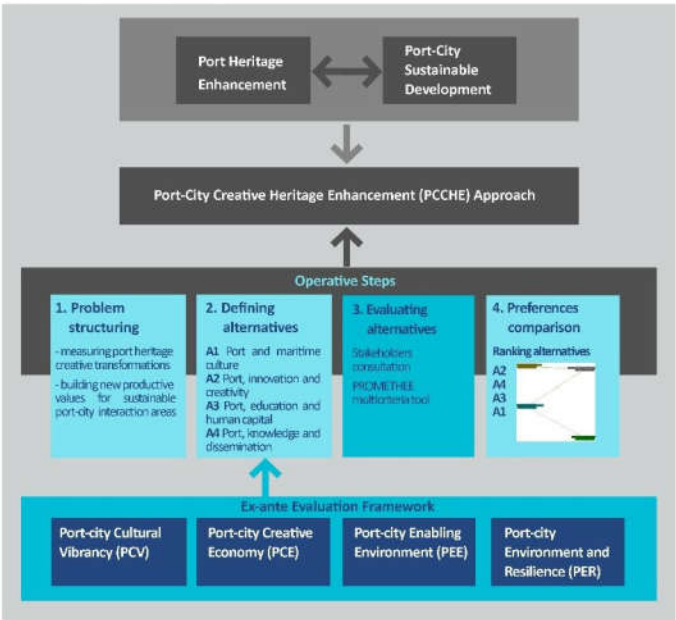 Port Heritage
Enhancement
Port-City
Sustainable
Development
Port-City Creative Heritage Enhancement (PCCHE) Approach
Operative Steps
1. Problem
structuring
- measuring port heritage
creative transformations
- building new productive
values for sustainable
port-city interaction areas
2. Defining
alternatives
A1 Port and maritime
culture
A2 Port, innovation and
creativity
A3 Port, education and
human capital
A4 Port, knowledge and
dissemination
3. Evaluating
alternatives
Stakeholders
consultation
PROMETHEE
multicriteria tool
4. Preferences
comparison
Ranking alternatives
A2
A4
A3
A1
Ex-ante Evaluation Framework
Port-city Cultural
Vibrancy (PCV)
Port-city Creative
Economy (PCE)
Port-city Enabling
Environment (PEE)
Port-city
Environment and
Resilience (PER)